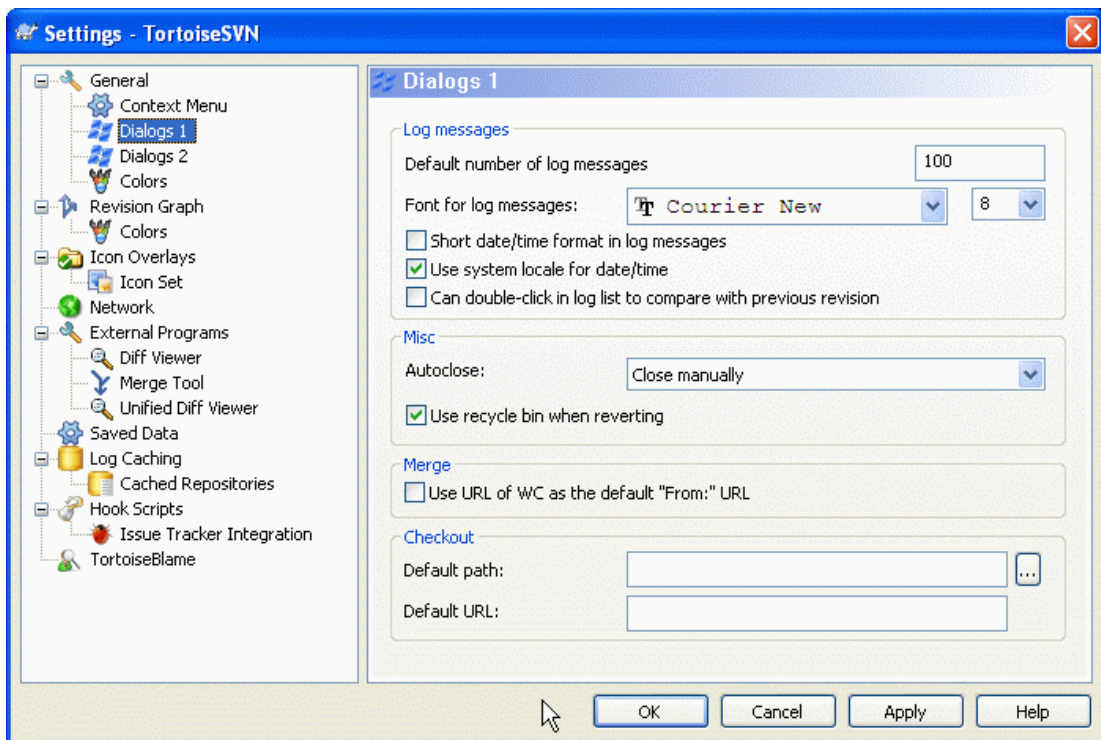 Settings - TortoiseSVN
General
Context Menu
Dialogs 1
Dialogs 2
Colors
Revision Graph
Colors
Icon Overlays
Icon Set
Network
External Programs
Diff Viewer
Merge Tool
Unified Diff Viewer
Saved Data
Log Caching
Cached Repositories
Hook Scripts
Issue Tracker Integration
TortoiseBlame
Dialogs 1
Log messages
Default number of log messages 100
Font for log messages: Courier New 8
Short date/time format in log messages
Use system locale for date/time
Can double-click in log list to compare with previous revision
Misc
Autoclose: Close manually
Use recycle bin when reverting
Merge
Use URL of WC as the default "From:" URL
Checkout
Default path: ...
Default URL:
OK Cancel Apply Help